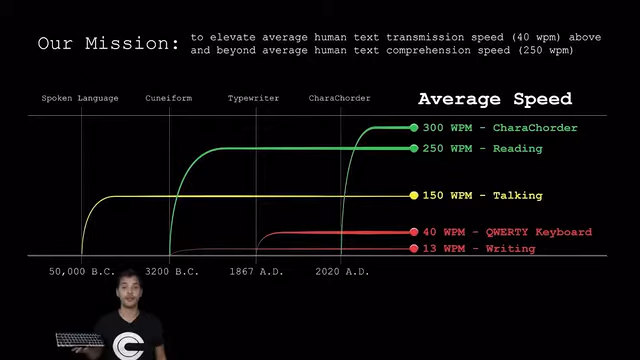 Our Mission:
to elevate average human text transmission speed (40 wpm) above
and beyond average human text comprehension speed (250 wpm)
Spoken Language
Cuneiform
Typewriter
CharaChorder
Average Speed
300 WPM - CharaChorder
250 WPM - Reading
150 WPM - Talking
40 WPM - QWERTY Keyboard
13 WPM - Writing
50,000 B.C.
3200 B.C.
1867 A.D.
2020 A.D.